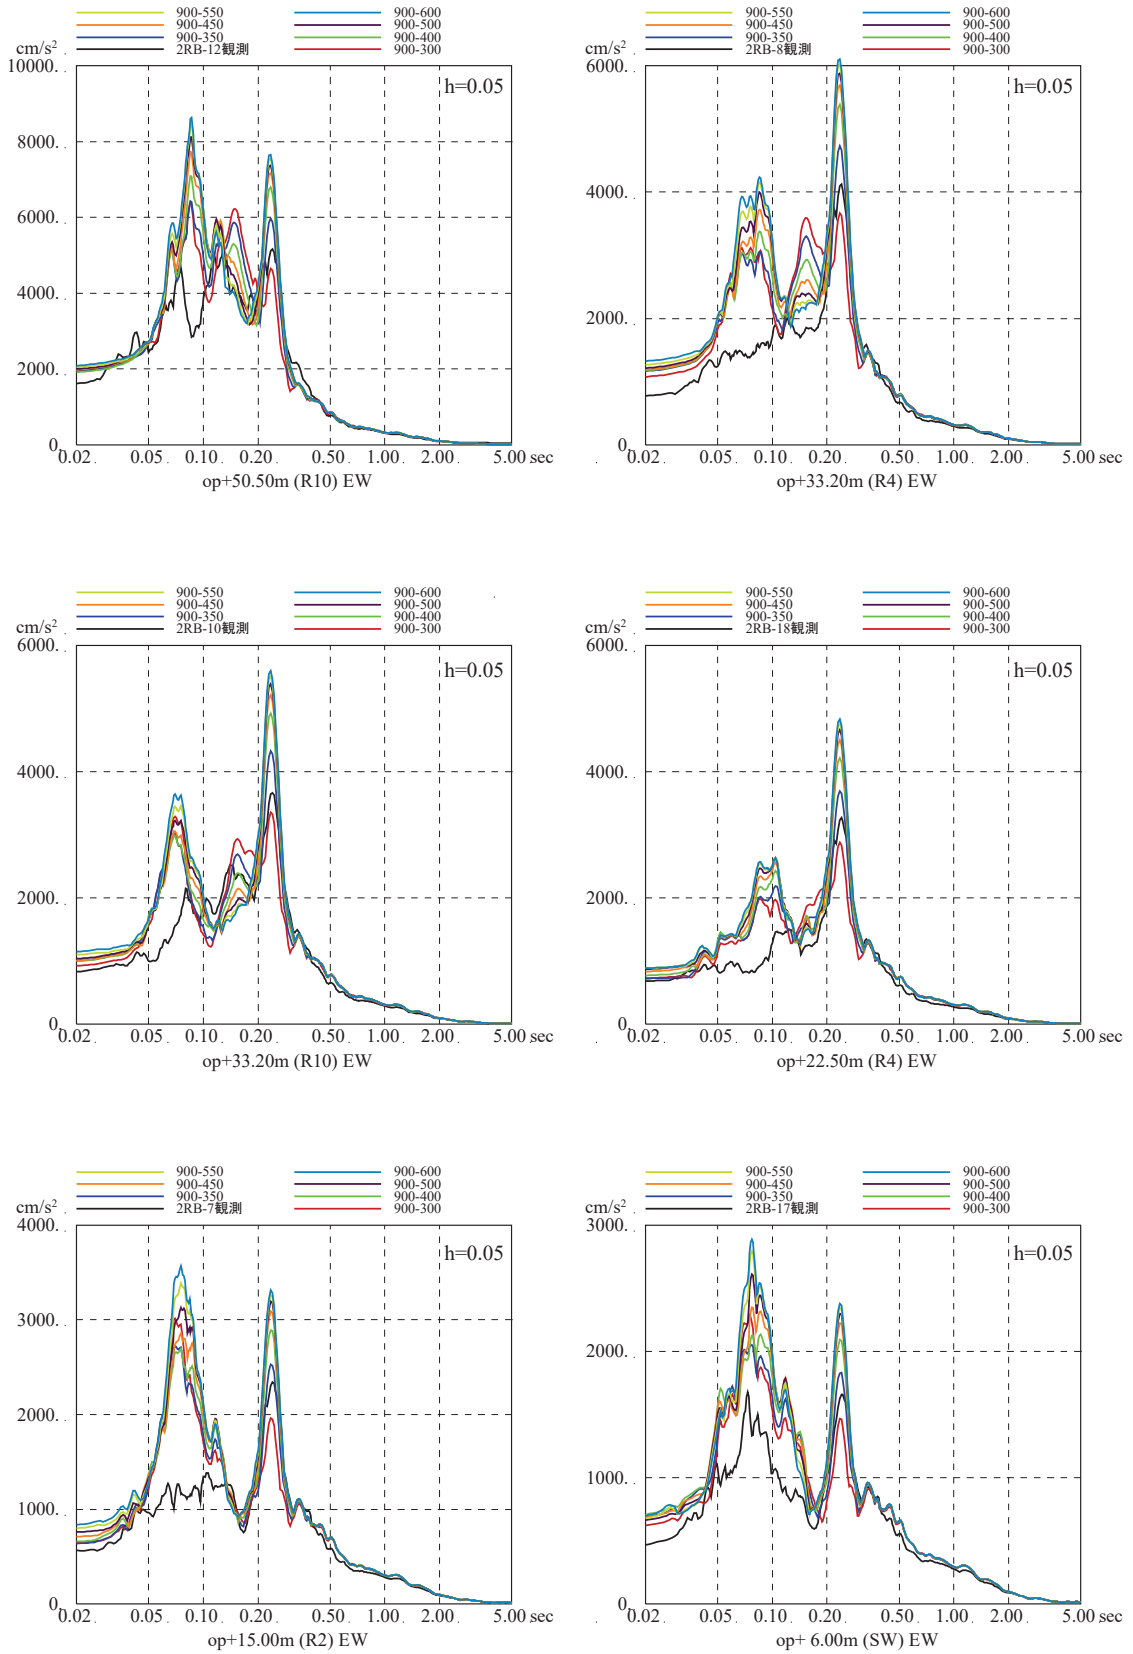 900-550 900-600
900-450 900-500
900-350 900-400
2RB-12観測 900-300
cm/s²
10000.
h=0.05
8000.
6000.
4000.
2000.
0.
0.02 0.05 0.10 0.20 0.50 1.00 2.00 5.00 sec
op+50.50m (R10) EW
900-550 900-600
900-450 900-500
900-350 900-400
2RB-8観測 900-300
cm/s²
6000.
h=0.05
4000.
2000.
0.
0.02 0.05 0.10 0.20 0.50 1.00 2.00 5.00 sec
op+33.20m (R4) EW
900-550 900-600
900-450 900-500
900-350 900-400
2RB-10観測 900-300
cm/s²
6000.
h=0.05
4000.
2000.
0.
0.02 0.05 0.10 0.20 0.50 1.00 2.00 5.00 sec
op+33.20m (R10) EW
900-550 900-600
900-450 900-500
900-350 900-400
2RB-18観測 900-300
cm/s²
6000.
h=0.05
4000.
2000.
0.
0.02 0.05 0.10 0.20 0.50 1.00 2.00 5.00 sec
op+22.50m (R4) EW
900-550 900-600
900-450 900-500
900-350 900-400
2RB-7観測 900-300
cm/s²
4000.
h=0.05
3000.
2000.
1000.
0.
0.02 0.05 0.10 0.20 0.50 1.00 2.00 5.00 sec
op+15.00m (R2) EW
900-550 900-600
900-450 900-500
900-350 900-400
2RB-17観測 900-300
cm/s²
3000.
h=0.05
2000.
1000.
0.
0.02 0.05 0.10 0.20 0.50 1.00 2.00 5.00 sec
op+ 6.00m (SW) EW